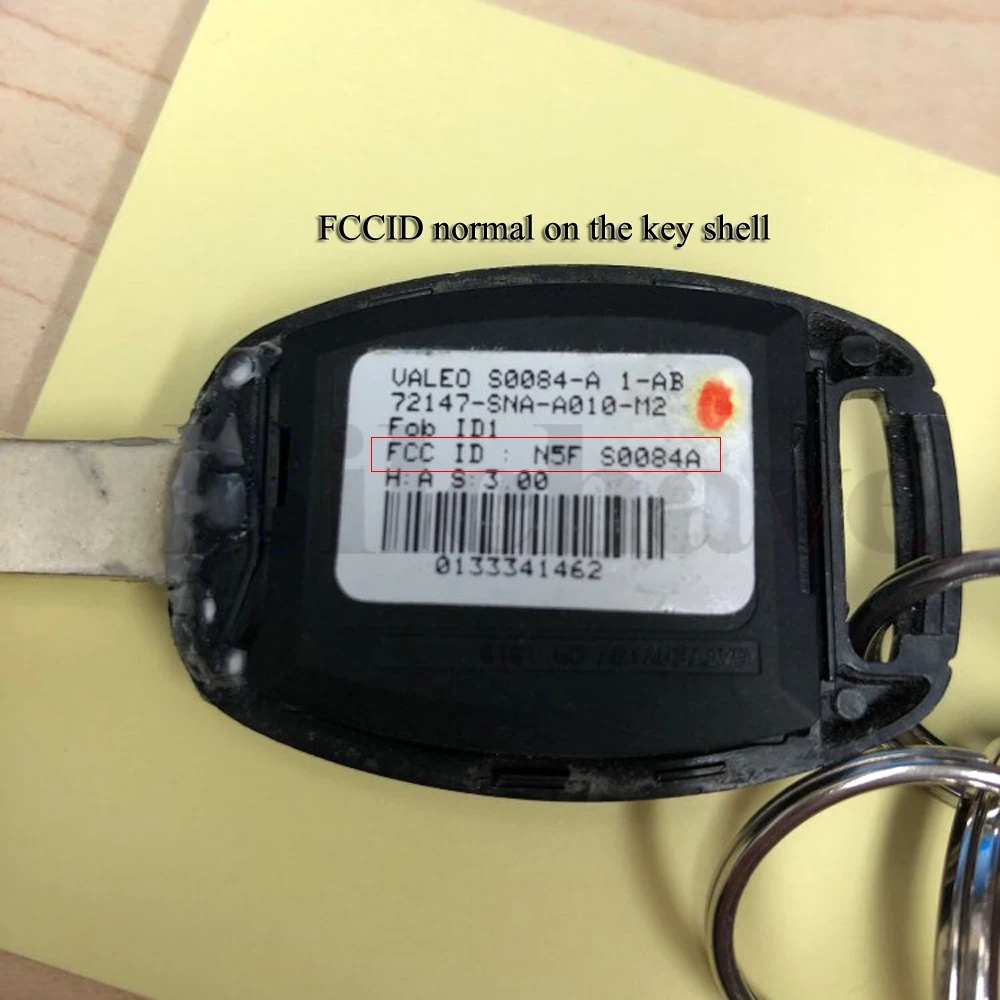 FCCID normal on the key shell
VALEO S0084-A 1-AB
72147-SNA-A010-M2
Fob ID1
FCC ID : N5F S0084A
H:A S:3.00
0133341462